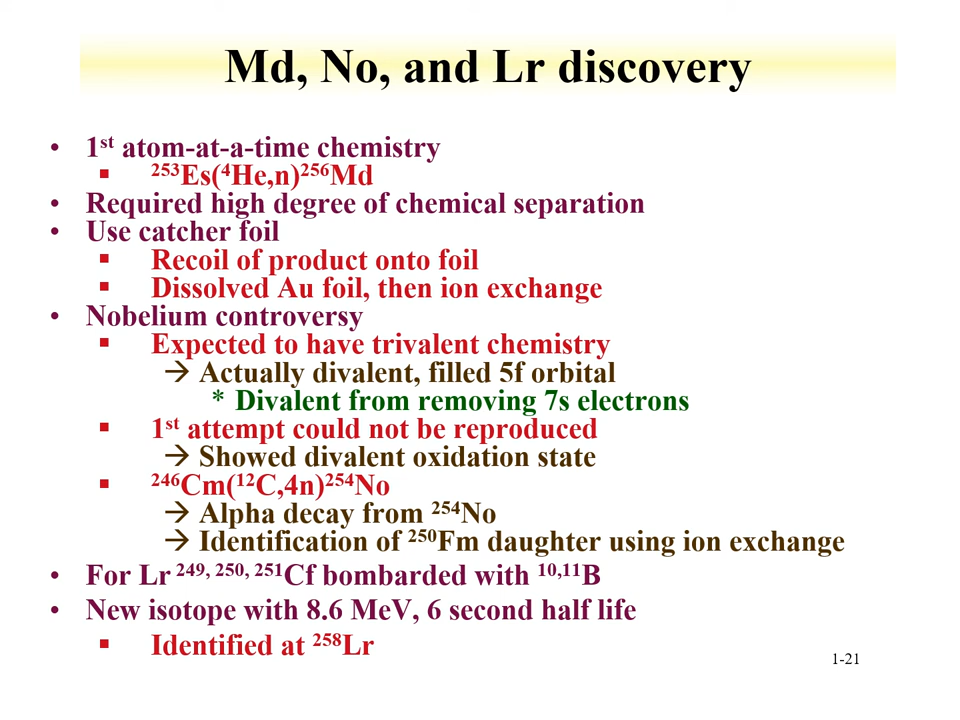 Md, No, and Lr discovery
• 1st atom-at-a-time chemistry
▪ ²⁵³Es(⁴He,n)²⁵⁶Md
• Required high degree of chemical separation
• Use catcher foil
▪ Recoil of product onto foil
▪ Dissolved Au foil, then ion exchange
• Nobelium controversy
▪ Expected to have trivalent chemistry
→ Actually divalent, filled 5f orbital
* Divalent from removing 7s electrons
▪ 1st attempt could not be reproduced
→ Showed divalent oxidation state
▪ ²⁴⁶Cm(¹²C,4n)²⁵⁴No
→ Alpha decay from ²⁵⁴No
→ Identification of ²⁵⁰Fm daughter using ion exchange
• For Lr ²⁴⁹, ²⁵⁰, ²⁵¹Cf bombarded with ¹⁰,¹¹B
• New isotope with 8.6 MeV, 6 second half life
▪ Identified at ²⁵⁸Lr
1-21